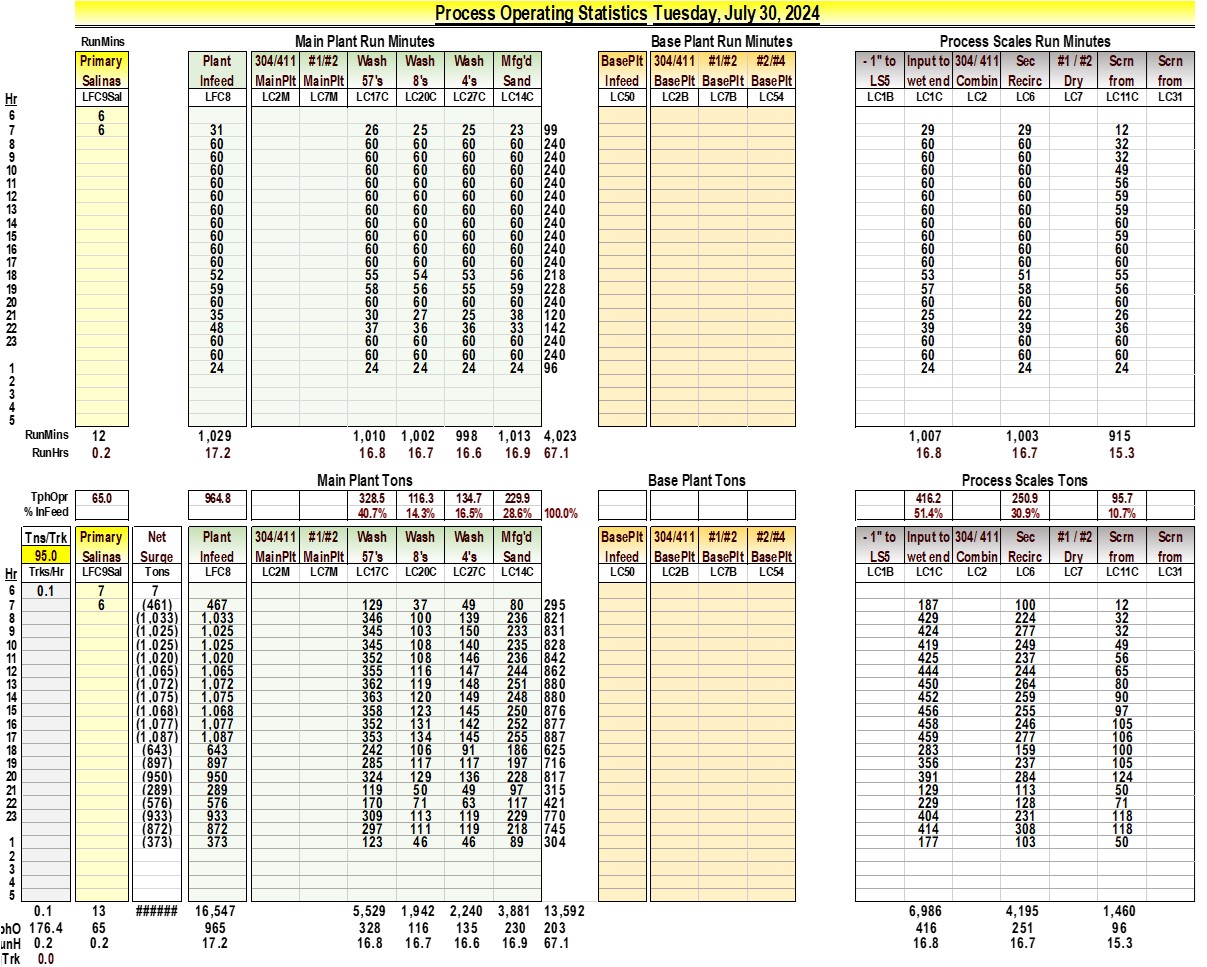 Process Operating Statistics Tuesday, July 30, 2024
RunMins Main Plant Run Minutes Base Plant Run Minutes Process Scales Run Minutes
Primary Plant 304/411 #1/#2 Wash Wash Wash Mfg'd BasePlt 304/411 #1/#2 #2/#4 - 1" to Input to 304/ 411 Sec #1 / #2 Scrn Scrn
Salinas Infeed MainPlt MainPlt 57's 8's 4's Sand Infeed BasePlt BasePlt BasePlt LS5 wet end Combin Recirc Dry from from
Hr LFC9Sal LFC8 LC2M LC7M LC17C LC20C LC27C LC14C LC50 LC2B LC7B LC54 LC1B LC1C LC2 LC6 LC7 LC11C LC31
6 6
7 6 31 26 25 25 23 99 29 29 12
8 60 60 60 60 60 240 60 60 32
9 60 60 60 60 60 240 60 60 32
10 60 60 60 60 60 240 60 60 49
11 60 60 60 60 60 240 60 60 56
12 60 60 60 60 60 240 60 60 59
13 60 60 60 60 60 240 60 60 59
14 60 60 60 60 60 240 60 60 60
15 60 60 60 60 60 240 60 60 59
16 60 60 60 60 60 240 60 60 60
17 60 60 60 60 60 240 60 60 60
18 52 55 54 53 56 218 53 51 55
19 59 58 56 55 59 228 57 58 56
20 60 60 60 60 60 240 60 60 60
21 35 30 27 25 38 120 25 22 26
22 48 37 36 36 33 142 39 39 36
23 60 60 60 60 60 240 60 60 60
60 60 60 60 60 240 60 60 60
1 24 24 24 24 24 96 24 24 24
2
3
4
5
RunMins 12 1,029 1,010 1,002 998 1,013 4,023 1,007 1,003 915
RunHrs 0.2 17.2 16.8 16.7 16.6 16.9 67.1 16.8 16.7 15.3
Main Plant Tons Base Plant Tons Process Scales Tons
TphOpr 65.0 964.8 328.5 116.3 134.7 229.9 416.2 250.9 95.7
% InFeed 40.7% 14.3% 16.5% 28.6% 100.0% 51.4% 30.9% 10.7%
Tns/Trk Primary Net Plant 304/411 #1/#2 Wash Wash Wash Mfg'd BasePlt 304/411 #1/#2 #2/#4 - 1" to Input to 304/ 411 Sec #1 / #2 Scrn Scrn
95.0 Salinas Surge Infeed MainPlt MainPlt 57's 8's 4's Sand Infeed BasePlt BasePlt BasePlt LS5 wet end Combin Recirc Dry from from
Hr Trks/Hr LFC9Sal Tons LFC8 LC2M LC7M LC17C LC20C LC27C LC14C LC50 LC2B LC7B LC54 LC1B LC1C LC2 LC6 LC7 LC11C LC31
6 0.1 7 7
7 6 (461) 467 129 37 49 80 295 187 100 12
8 (1,033) 1,033 346 100 139 236 821 429 224 32
9 (1,025) 1,025 345 103 150 233 831 424 277 32
10 (1,025) 1,025 345 108 140 235 828 419 249 49
11 (1,020) 1,020 352 108 146 236 842 425 237 56
12 (1,065) 1,065 355 116 147 244 862 444 244 65
13 (1,072) 1,072 362 119 148 251 880 450 264 80
14 (1,075) 1,075 363 120 149 248 880 452 259 90
15 (1,068) 1,068 358 123 145 250 876 456 255 97
16 (1,077) 1,077 352 131 142 252 877 458 246 105
17 (1,087) 1,087 353 134 145 255 887 459 277 106
18 (643) 643 242 106 91 186 625 283 159 100
19 (897) 897 285 117 117 197 716 356 237 105
20 (950) 950 324 129 136 228 817 391 284 124
21 (289) 289 119 50 49 97 315 129 113 50
22 (576) 576 170 71 63 117 421 229 128 71
23 (933) 933 309 113 119 229 770 404 231 118
(872) 872 297 111 119 218 745 414 308 118
1 (373) 373 123 46 46 89 304 177 103 50
2
3
4
5
0.1 13 ###### 16,547 5,529 1,942 2,240 3,881 13,592 6,986 4,195 1,460
phO 176.4 65 965 328 116 135 230 203 416 251 96
unH 0.2 0.2 17.2 16.8 16.7 16.6 16.9 67.1 16.8 16.7 15.3
Trk 0.0